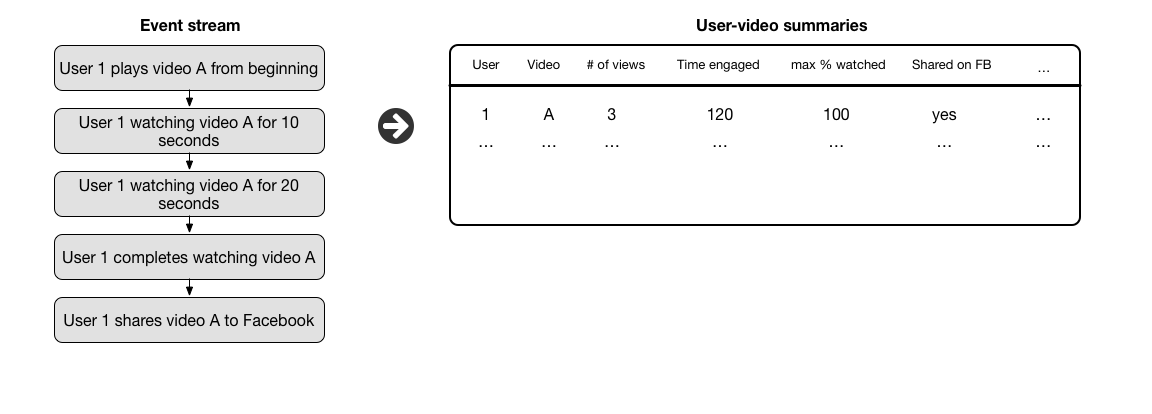 Event stream
User 1 plays video A from beginning
User 1 watching video A for 10
seconds
User 1 watching video A for 20
seconds
User 1 completes watching video A
User 1 shares video A to Facebook
User-video summaries
User Video # of views Time engaged max % watched Shared on FB ...
1 A 3 120 100 yes ...
... ... ... ... ... ... ...